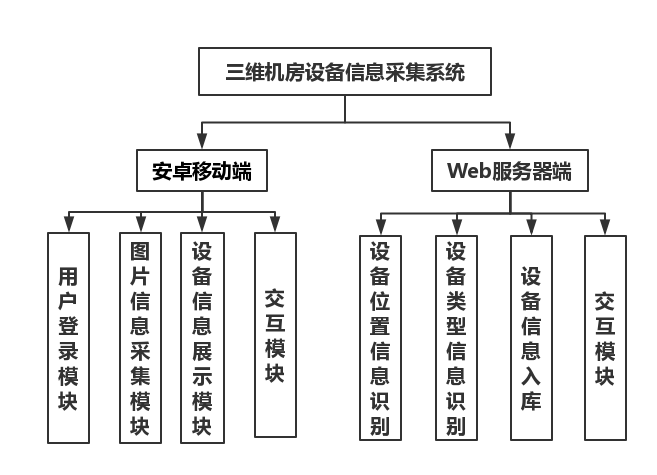 三维机房设备信息采集系统
安卓移动端
Web服务器端
用户登录模块
图片信息采集模块
设备信息展示模块
交互模块
设备位置信息识别
设备类型信息识别
设备信息入库
交互模块